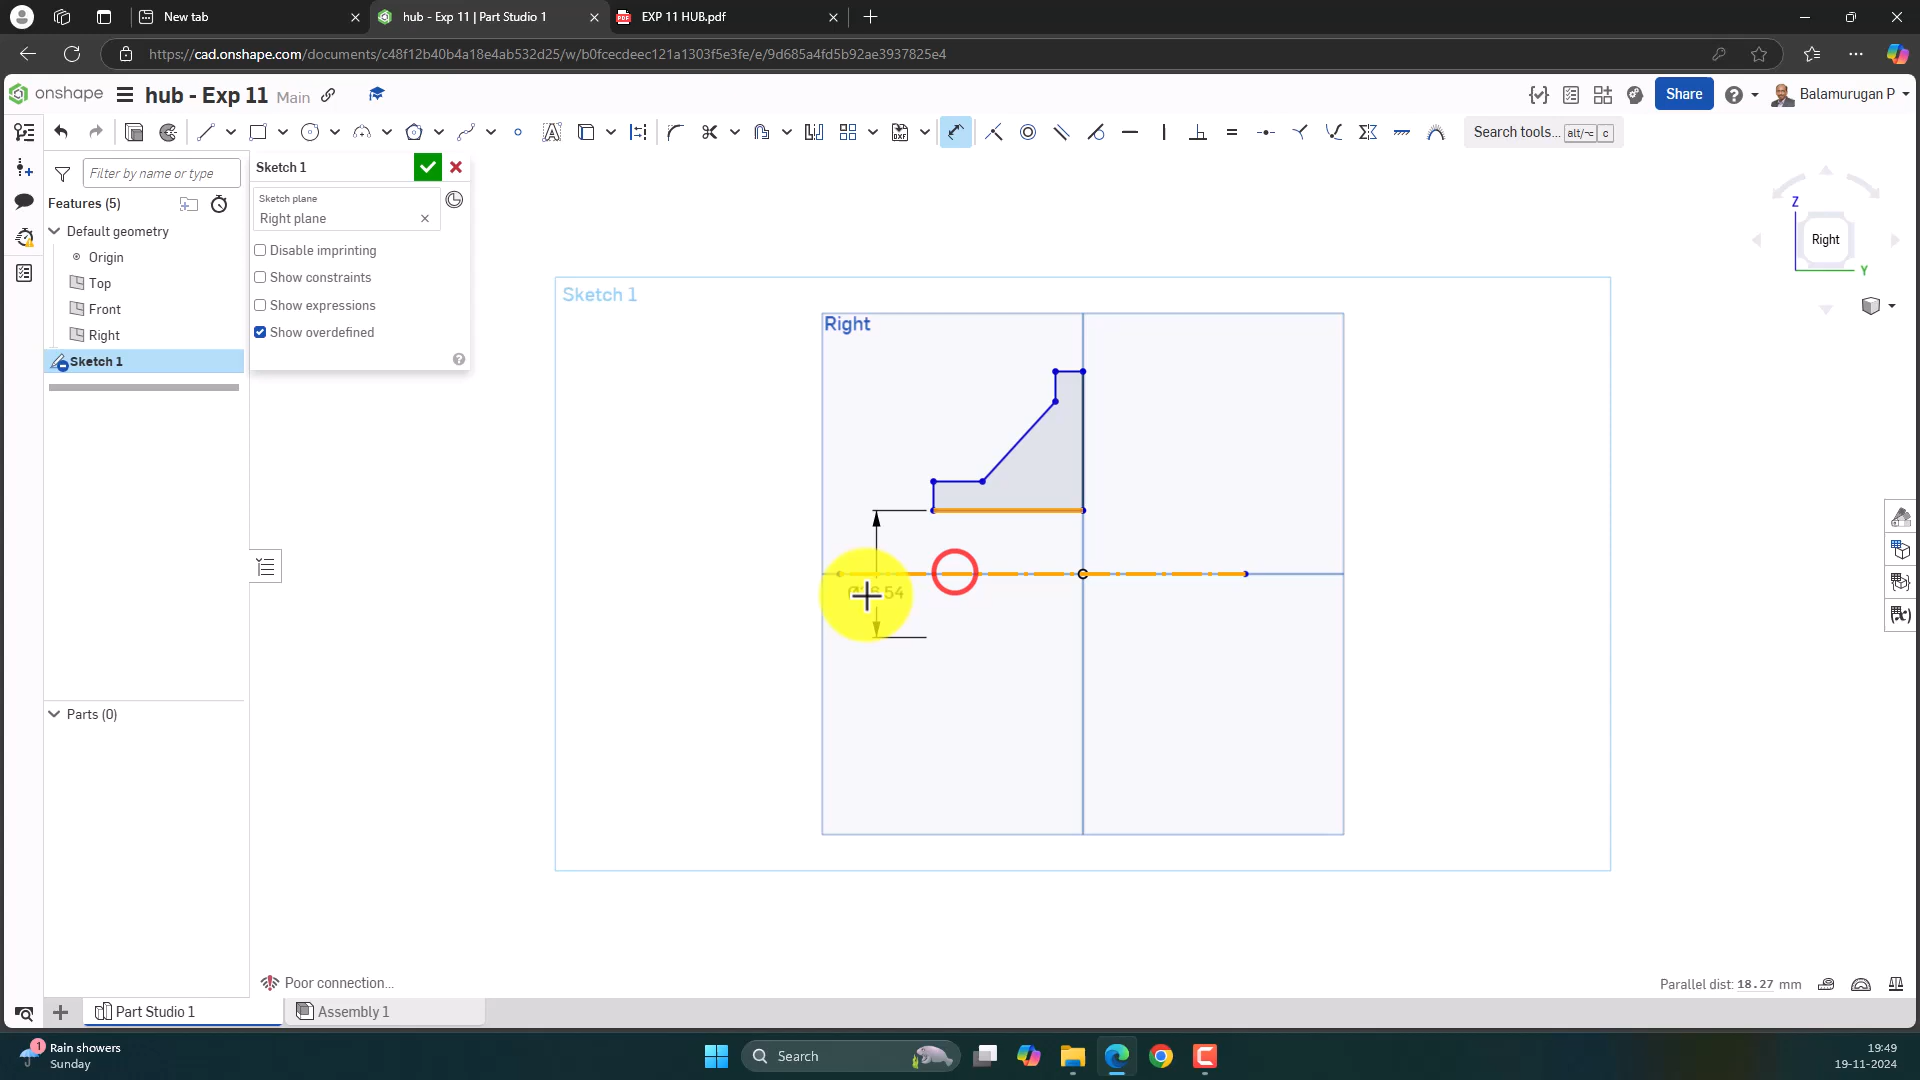 New tab
hub - Exp 11 | Part Studio 1
EXP 11 HUB.pdf
https://cad.onshape.com/documents/c48f12b40b4a18e4ab532d25/w/b0fcecdeec121a1303f5e3fe/e/9d685a4fd5b92ae3937825e4
onshape
hub - Exp 11 Main
Share
Balamurugan P
Search tools... alt/⌥ c
Filter by name or type
Sketch 1
Sketch plane
Right plane
Features (5)
Default geometry
Disable imprinting
Origin
Show constraints
Top
Front
Show expressions
Right
Show overdefined
Sketch 1
Sketch 1
Right
Z
Right
Y
Parts (0)
Poor connection...
Parallel dist: 18.27 mm
Part Studio 1
Assembly 1
1
Rain showers
Sunday
Search
19:49
19-11-2024